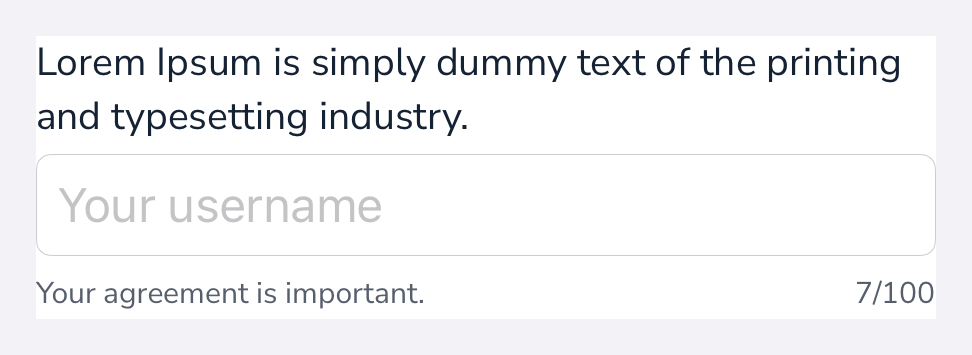 Lorem Ipsum is simply dummy text of the printing
and typesetting industry.
Your username
Your agreement is important. 7/100